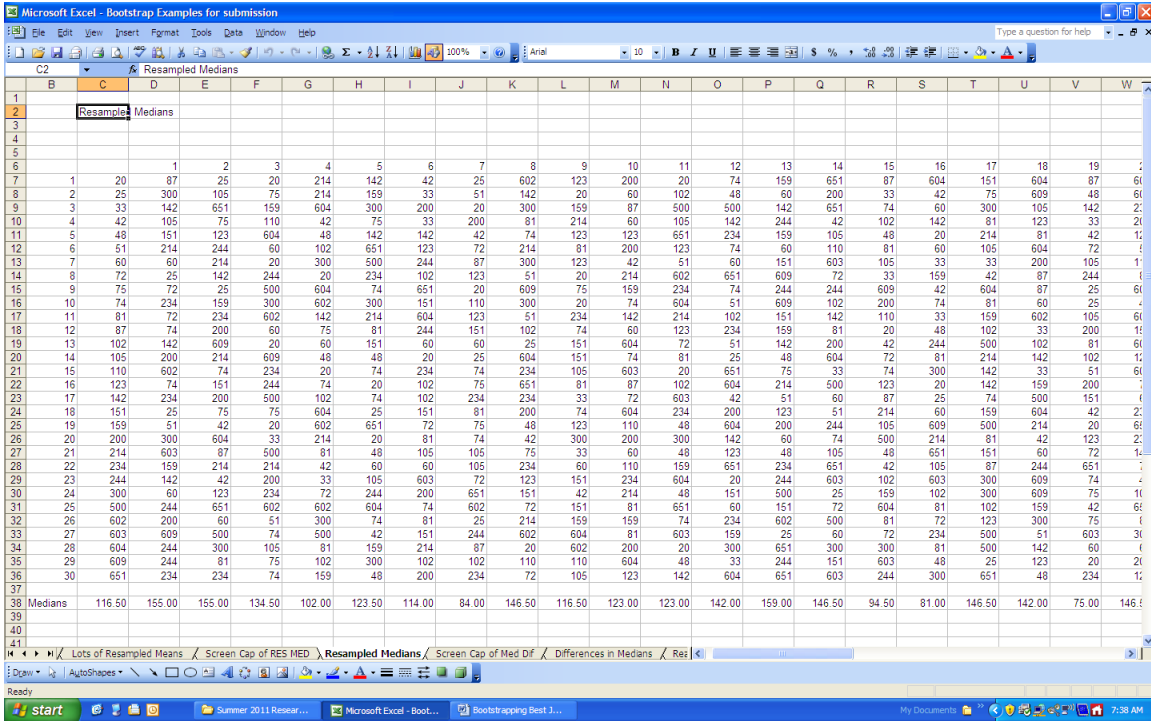 Microsoft Excel - Bootstrap Examples for submission
File Edit View Insert Format Tools Data Window Help Type a question for help
100% Arial 10 B I U $ % ,
C2 fx Resampled Medians
B C D E F G H I J K L M N O P Q R S T U V W
1
2 Resample Medians
3
4
5
6 1 2 3 4 5 6 7 8 9 10 11 12 13 14 15 16 17 18 19
7 1 20 87 25 20 214 142 42 25 602 123 200 20 74 159 651 87 604 151 604 87
8 2 25 300 105 75 214 159 33 51 142 20 60 102 48 60 200 33 42 75 609 48
9 3 33 142 651 159 604 300 200 20 300 159 87 500 500 142 651 74 60 300 105 142
10 4 42 105 75 110 42 75 33 200 81 214 60 105 142 244 42 102 142 81 123 33
11 5 48 151 123 604 48 142 142 42 74 123 123 651 234 159 105 48 20 214 81 42
12 6 51 214 244 60 102 651 123 72 214 81 200 123 74 60 110 81 60 105 604 72
13 7 60 60 214 20 300 500 244 87 300 123 42 51 60 151 603 105 33 33 200 105
14 8 72 25 142 244 20 234 102 123 51 20 214 602 651 609 72 33 159 42 87 244
15 9 75 72 25 500 604 74 651 20 609 75 159 234 74 244 244 609 42 604 87 25
16 10 74 234 159 300 602 300 151 110 300 20 74 604 51 609 102 200 74 81 60 25
17 11 81 72 234 602 142 214 604 123 51 234 142 214 102 151 142 110 33 159 602 105
18 12 87 74 200 60 75 81 244 151 102 74 60 123 234 159 81 20 48 102 33 200
19 13 102 142 609 20 60 151 60 60 25 151 604 72 51 142 200 42 244 500 102 81
20 14 105 200 214 609 48 48 20 25 604 151 74 81 25 48 604 72 81 214 142 102
21 15 110 602 74 234 20 74 234 74 234 105 603 20 651 75 33 74 300 142 33 51
22 16 123 74 151 244 74 20 102 75 651 81 87 102 604 214 500 123 20 142 159 200
23 17 142 234 200 500 102 74 102 234 234 33 72 603 42 51 60 87 25 74 500 151
24 18 151 25 75 75 604 25 151 81 200 74 604 234 200 123 51 214 60 159 604 42
25 19 159 51 42 20 602 651 72 75 48 123 110 48 604 200 244 105 609 500 214 20
26 20 200 300 604 33 214 20 81 74 42 300 200 300 142 60 74 500 214 81 42 123
27 21 214 603 87 500 81 48 105 105 75 33 60 48 123 48 105 48 651 151 60 72
28 22 234 159 214 214 42 60 60 105 234 60 110 159 651 234 651 42 105 87 244 651
29 23 244 142 42 200 33 105 603 72 123 151 234 604 20 244 603 102 603 300 609 74
30 24 300 60 123 234 72 244 200 651 151 42 214 48 151 500 25 159 102 300 609 75
31 25 500 244 651 602 602 604 74 602 72 151 81 651 60 151 72 604 81 102 159 42
32 26 602 200 60 51 300 74 81 25 214 159 159 74 234 602 500 81 72 123 300 75
33 27 603 609 500 74 500 42 151 244 602 604 81 603 159 25 60 72 234 500 51 603
34 28 604 244 300 105 81 159 214 87 20 602 200 20 300 651 300 300 81 500 142 60
35 29 609 244 81 75 102 300 102 102 110 110 604 48 33 244 151 603 48 25 123 20
36 30 651 234 234 74 159 48 200 234 72 105 123 142 604 651 603 244 300 651 48 234
37
38 Medians 116.50 155.00 155.00 134.50 102.00 123.50 114.00 84.00 146.50 116.50 123.00 123.00 142.00 159.00 146.50 94.50 81.00 146.50 142.00 75.00
39
40
41
Lots of Resampled Means Screen Cap of RES MED Resampled Medians Screen Cap of Med Dif Differences in Medians
Draw AutoShapes
Ready
start Summer 2011 Resear... Microsoft Excel - Boot... Bootstrapping Best J... My Documents 7:38 AM